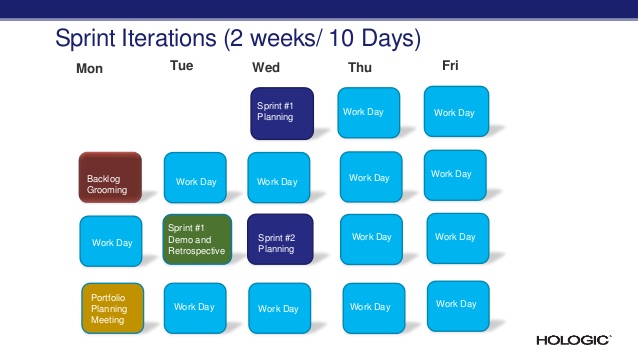 Sprint Iterations (2 weeks/ 10 Days)
Mon Tue Wed Thu Fri
Sprint #1
Planning
Work Day
Work Day
Backlog
Grooming
Work Day
Work Day
Work Day
Work Day
Work Day
Sprint #1
Demo and
Retrospective
Sprint #2
Planning
Work Day
Work Day
Portfolio
Planning
Meeting
Work Day
Work Day
Work Day
Work Day
HOLOGIC